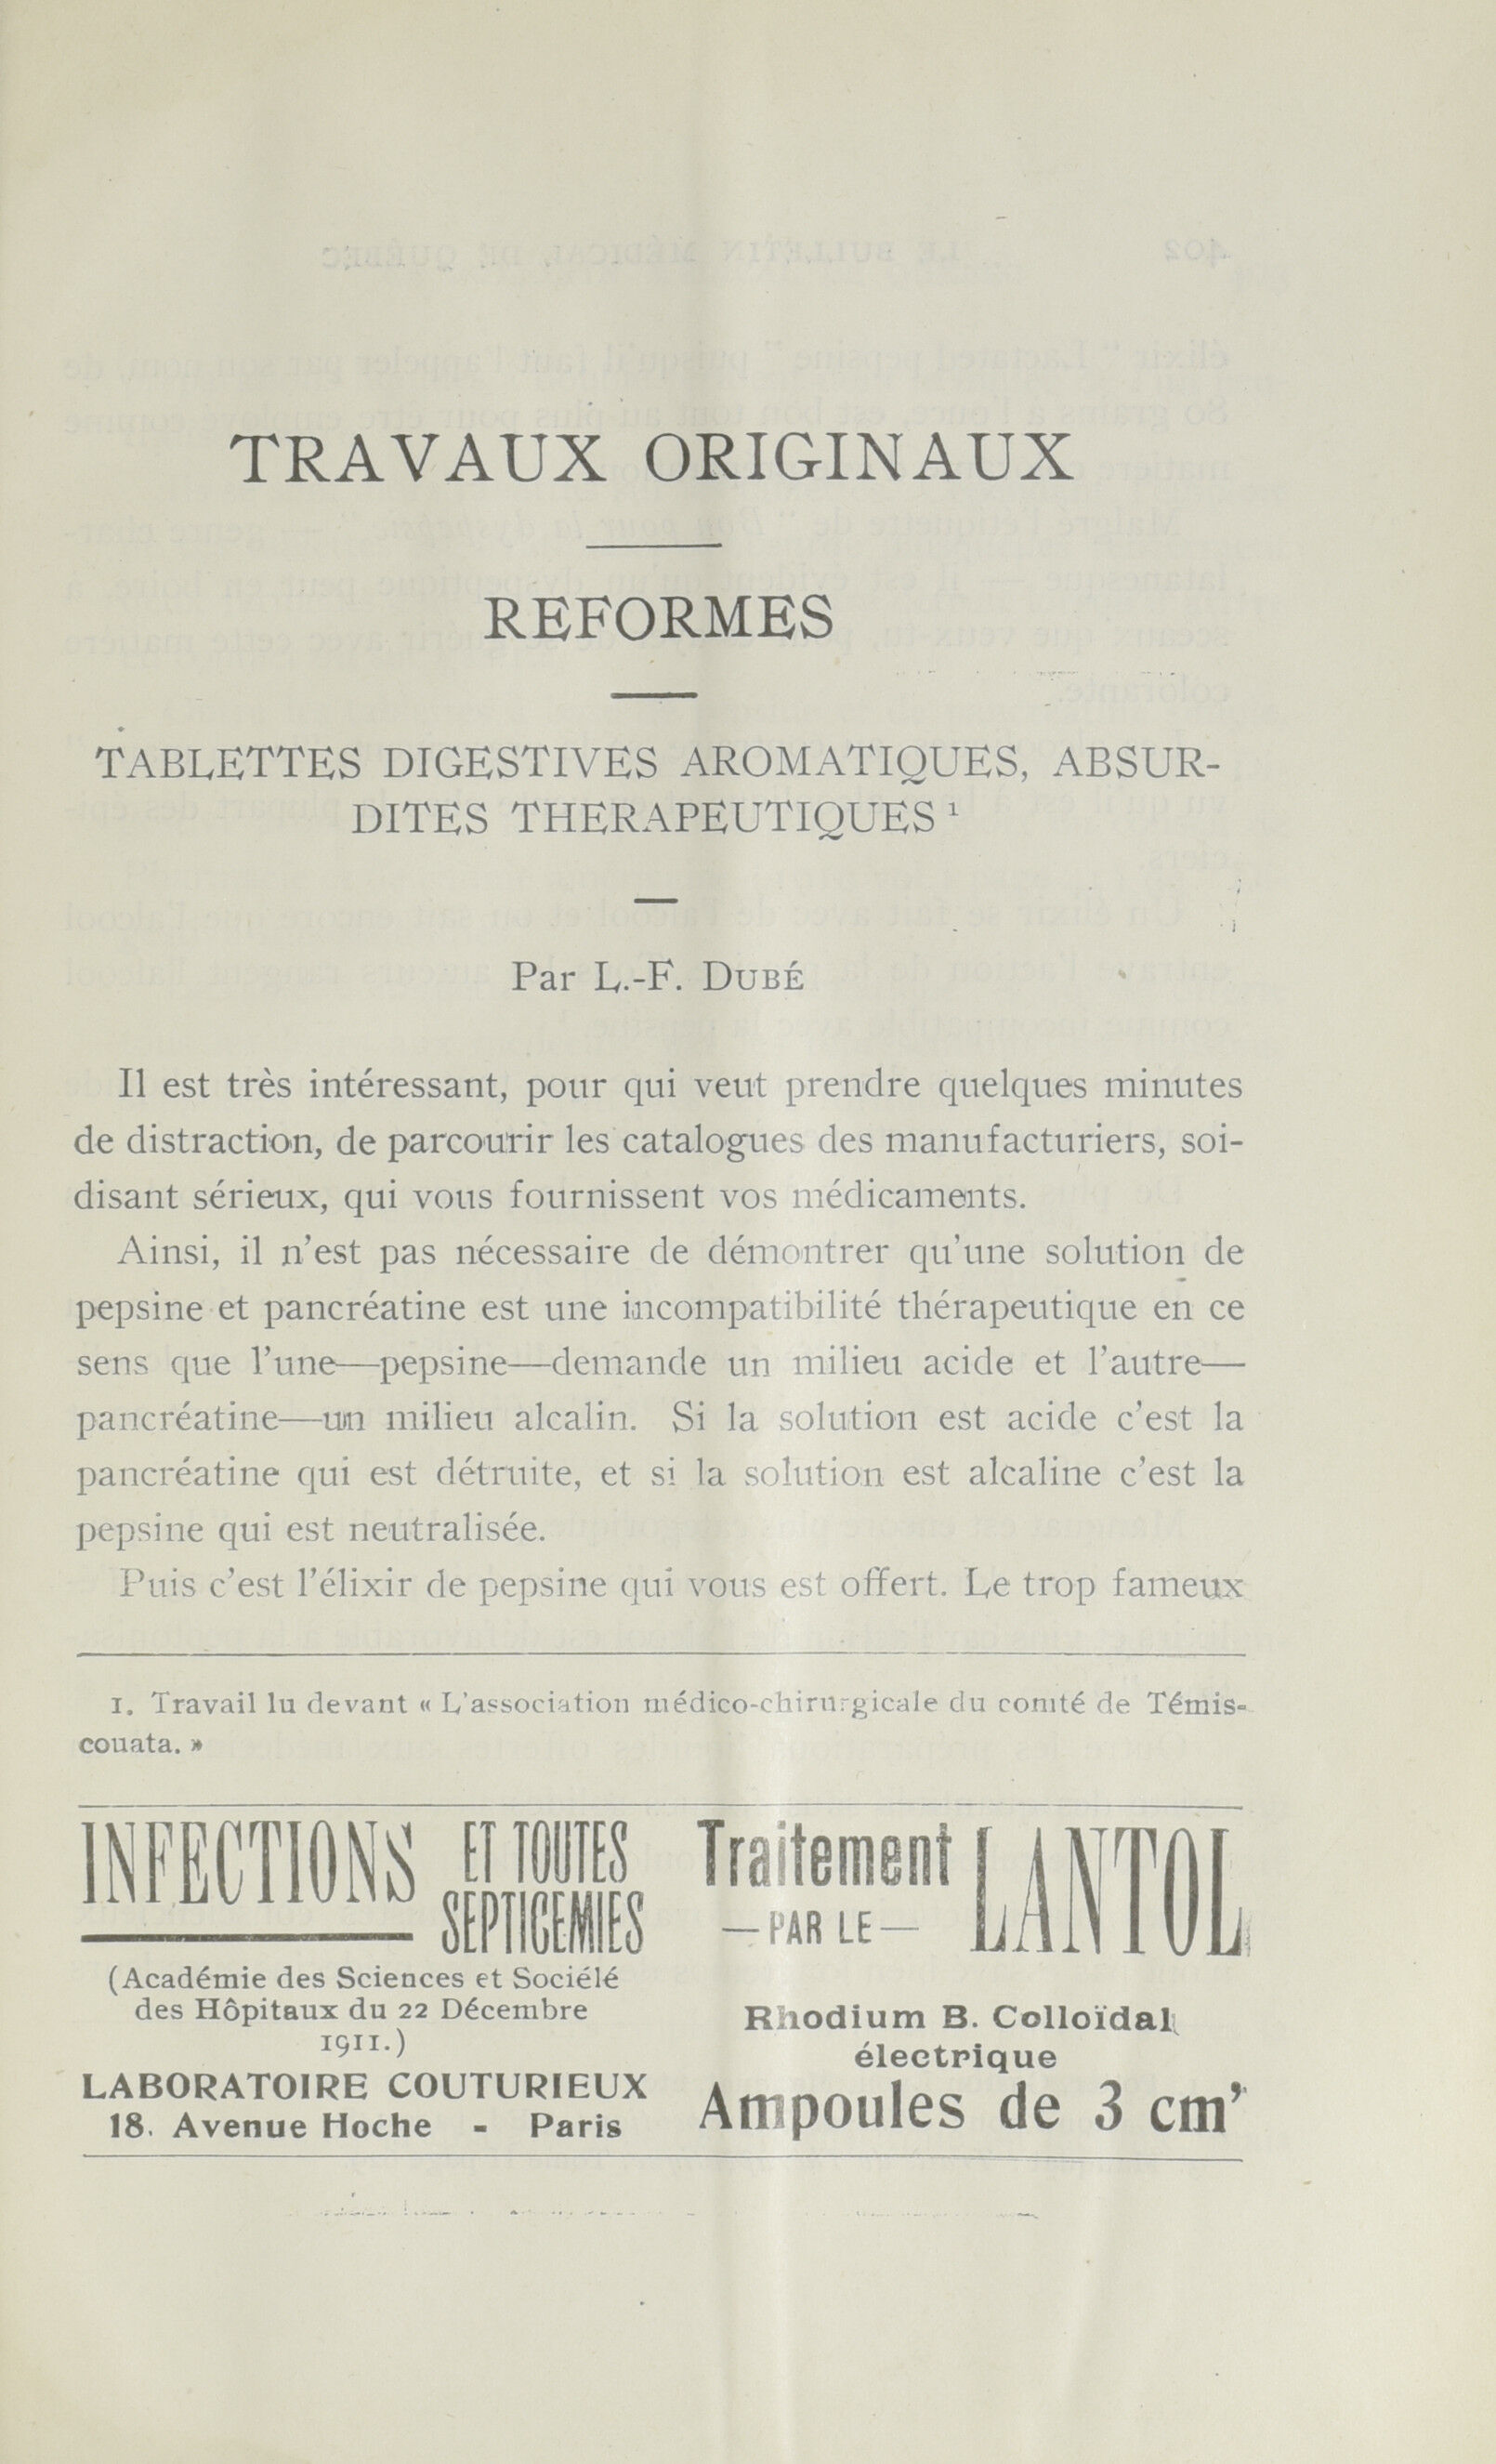 TRAVAUX ORIGINAUX
REFORMES
TABLETTES DIGESTIVES AROMATIQUES, ABSUR-
DITES THERAPEUTIQUES 1
Par L.-F. DUBÉ
Il est très intéressant, pour qui veut prendre quelques minutes
de distraction, de parcourir les catalogues des manufacturiers, soi-
disant sérieux, qui vous fournissent vos médicaments.
Ainsi, il n'est pas nécessaire de démontrer qu'une solution de
pepsine et pancréatine est une incompatibilité thérapeutique en ce
sens que l'une—pepsine—demande un milieu acide et l'autre—
pancréatine—un milieu alcalin. Si la solution est acide c'est la
pancréatine qui est détruite, et si la solution est alcaline c'est la
pepsine qui est neutralisée.
Puis c'est l'élixir de pepsine qui vous est offert. Le trop fameux
1. Travail lu devant « L'association médico-chirurgicale du comté de Témis-
couata. »
INFECTIONS ET TOUTES
SEPTICEMIES
(Académie des Sciences et Sociélé
des Hôpitaux du 22 Décembre
1911.)
LABORATOIRE COUTURIEUX
18. Avenue Hoche - Paris
Traitement
— PAR LE —
LANTOL
Rhodium B. Colloïdal
électrique
Ampoules de 3 cm'